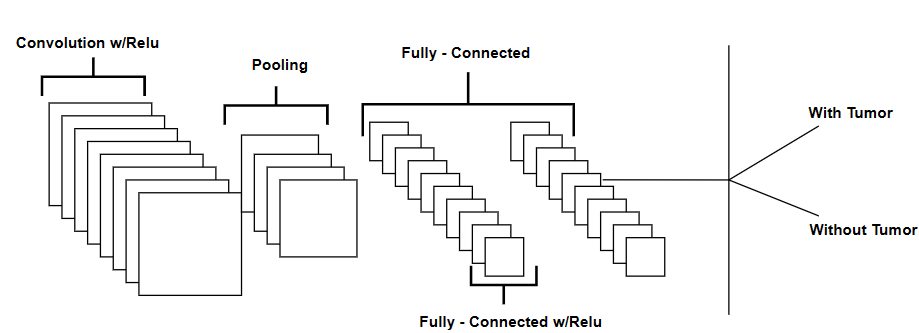 Convolution w/Relu
Pooling
Fully - Connected
With Tumor
Without Tumor
Fully - Connected w/Relu